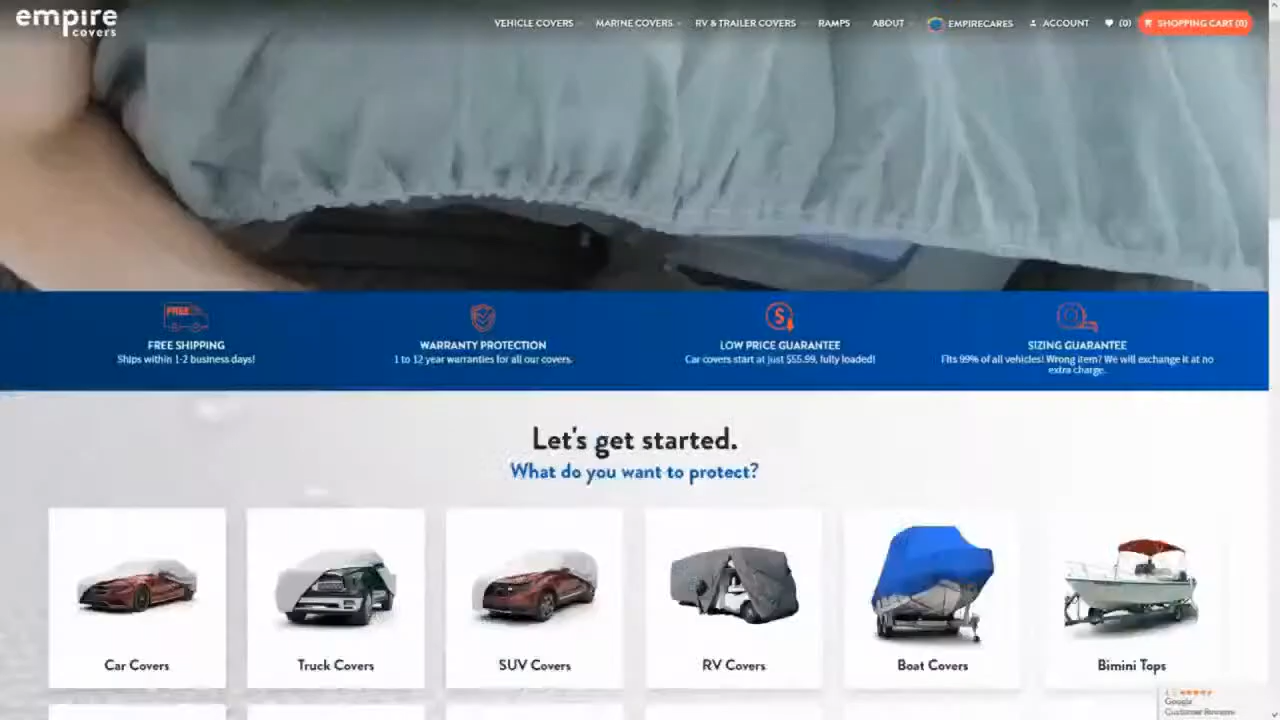 empire
covers
VEHICLE COVERS
MARINE COVERS
RV & TRAILER COVERS
RAMPS
ABOUT
EMPIRECARES
ACCOUNT
(0)
SHOPPING CART (0)
FREE
FREE SHIPPING
Ships within 1-2 business days!
WARRANTY PROTECTION
1 to 12 year warranties for all our covers.
$
LOW PRICE GUARANTEE
Car covers start at just $55.99, fully loaded!
SIZING GUARANTEE
Fits 99% of all vehicles! Wrong item? We will exchange it at no
extra charge.
Let's get started.
What do you want to protect?
Car Covers
Truck Covers
SUV Covers
RV Covers
Boat Covers
Bimini Tops
Google
Customer Reviews